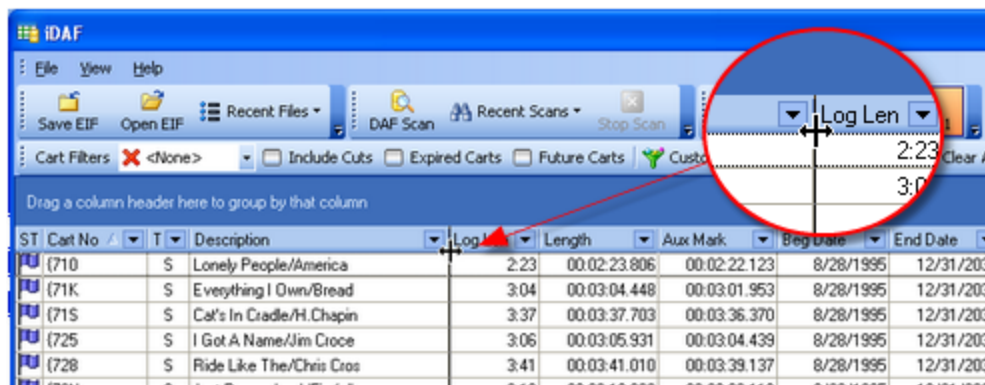 iDAF
File View Help
Save EIF Open EIF Recent Files DAF Scan Recent Scans Stop Scan
Log Len
2:23
Cart Filters <None> Include Cuts Expired Carts Future Carts Clear
Drag a column header here to group by that column
ST Cart No T Description Log Length Aux Mark Beg Date End Date
{710 S Lonely People/America 2:23 00:02:23.806 00:02:22.123 8/28/1995
{71K S Everything I Own/Bread 3:04 00:03:04.448 00:03:01.953 8/28/1995
{71S S Cat's In Cradle/H.Chapin 3:37 00:03:37.703 00:03:36.370 8/28/1995
{725 S I Got A Name/Jim Croce 3:06 00:03:05.931 00:03:04.439 8/28/1995
{728 S Ride Like The/Chris Cros 3:41 00:03:41.010 00:03:39.137 8/28/1995